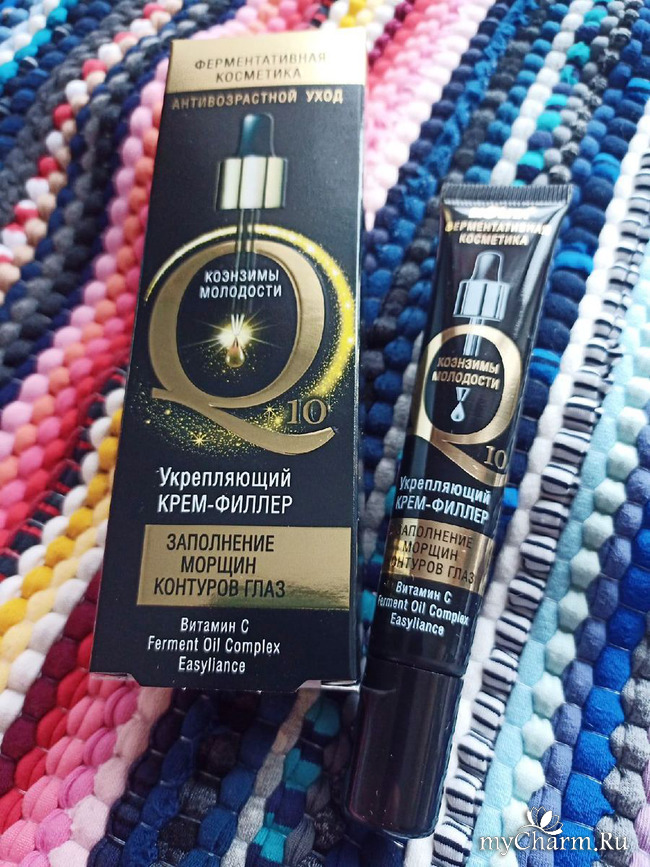 ФЕРМЕНТАТИВНАЯ
КОСМЕТИКА
АНТИВОЗРАСТНОЙ УХОД
КОЭНЗИМЫ
МОЛОДОСТИ
Q10
Укрепляющий
КРЕМ-ФИЛЛЕР
ЗАПОЛНЕНИЕ
МОРЩИН
КОНТУРОВ ГЛАЗ
Витамин С
Ferment Oil Complex
Easyliance
ФЕРМЕНТАТИВНАЯ
КОСМЕТИКА
КОЭНЗИМЫ
МОЛОДОСТИ
Q10
Укрепляющий
КРЕМ-ФИЛЛЕР
ЗАПОЛНЕНИЕ
МОРЩИН
КОНТУРОВ ГЛАЗ
Витамин С
Ferment Oil Complex
Easyliance
myCharm.Ru